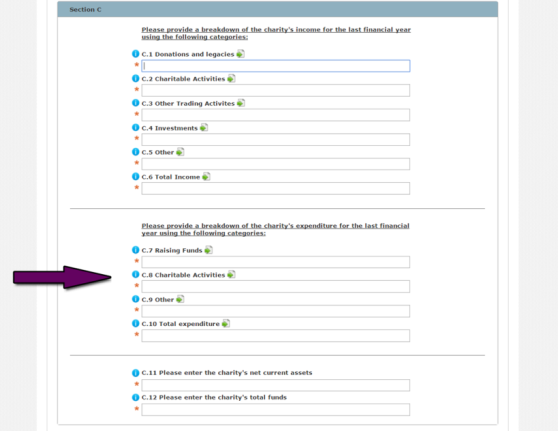 Section C
Please provide a breakdown of the charity's income for the last financial year
using the following categories:
C.1 Donations and legacies
*
C.2 Charitable Activities
*
C.3 Other Trading Activites
*
C.4 Investments
*
C.5 Other
*
C.6 Total Income
*
Please provide a breakdown of the charity's expenditure for the last financial
year using the following categories:
C.7 Raising Funds
*
C.8 Charitable Activities
*
C.9 Other
*
C.10 Total expenditure
*
C.11 Please enter the charity's net current assets
*
C.12 Please enter the charity's total funds
*